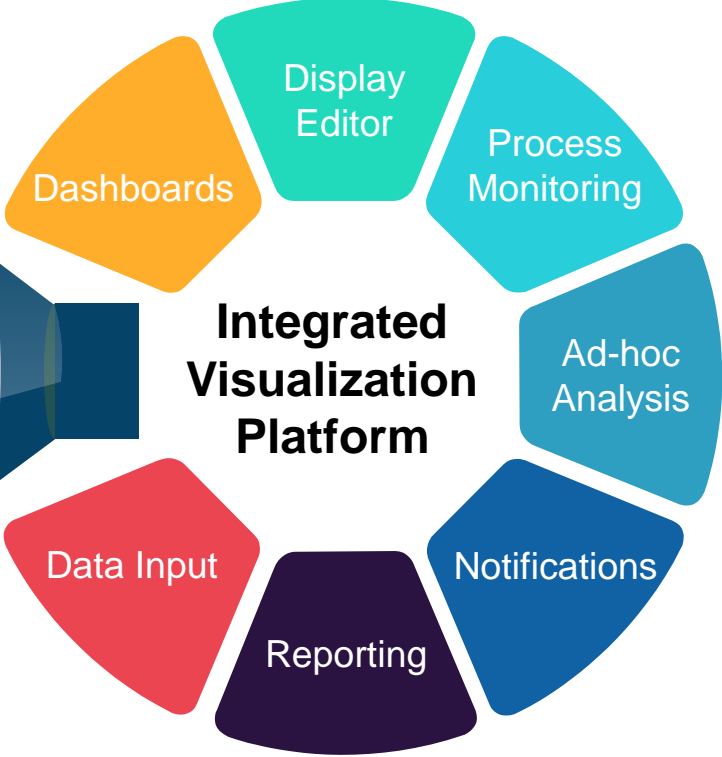 Display
Editor
Process
Monitoring
Dashboards
Integrated
Visualization
Platform
Ad-hoc
Analysis
Data Input
Notifications
Reporting